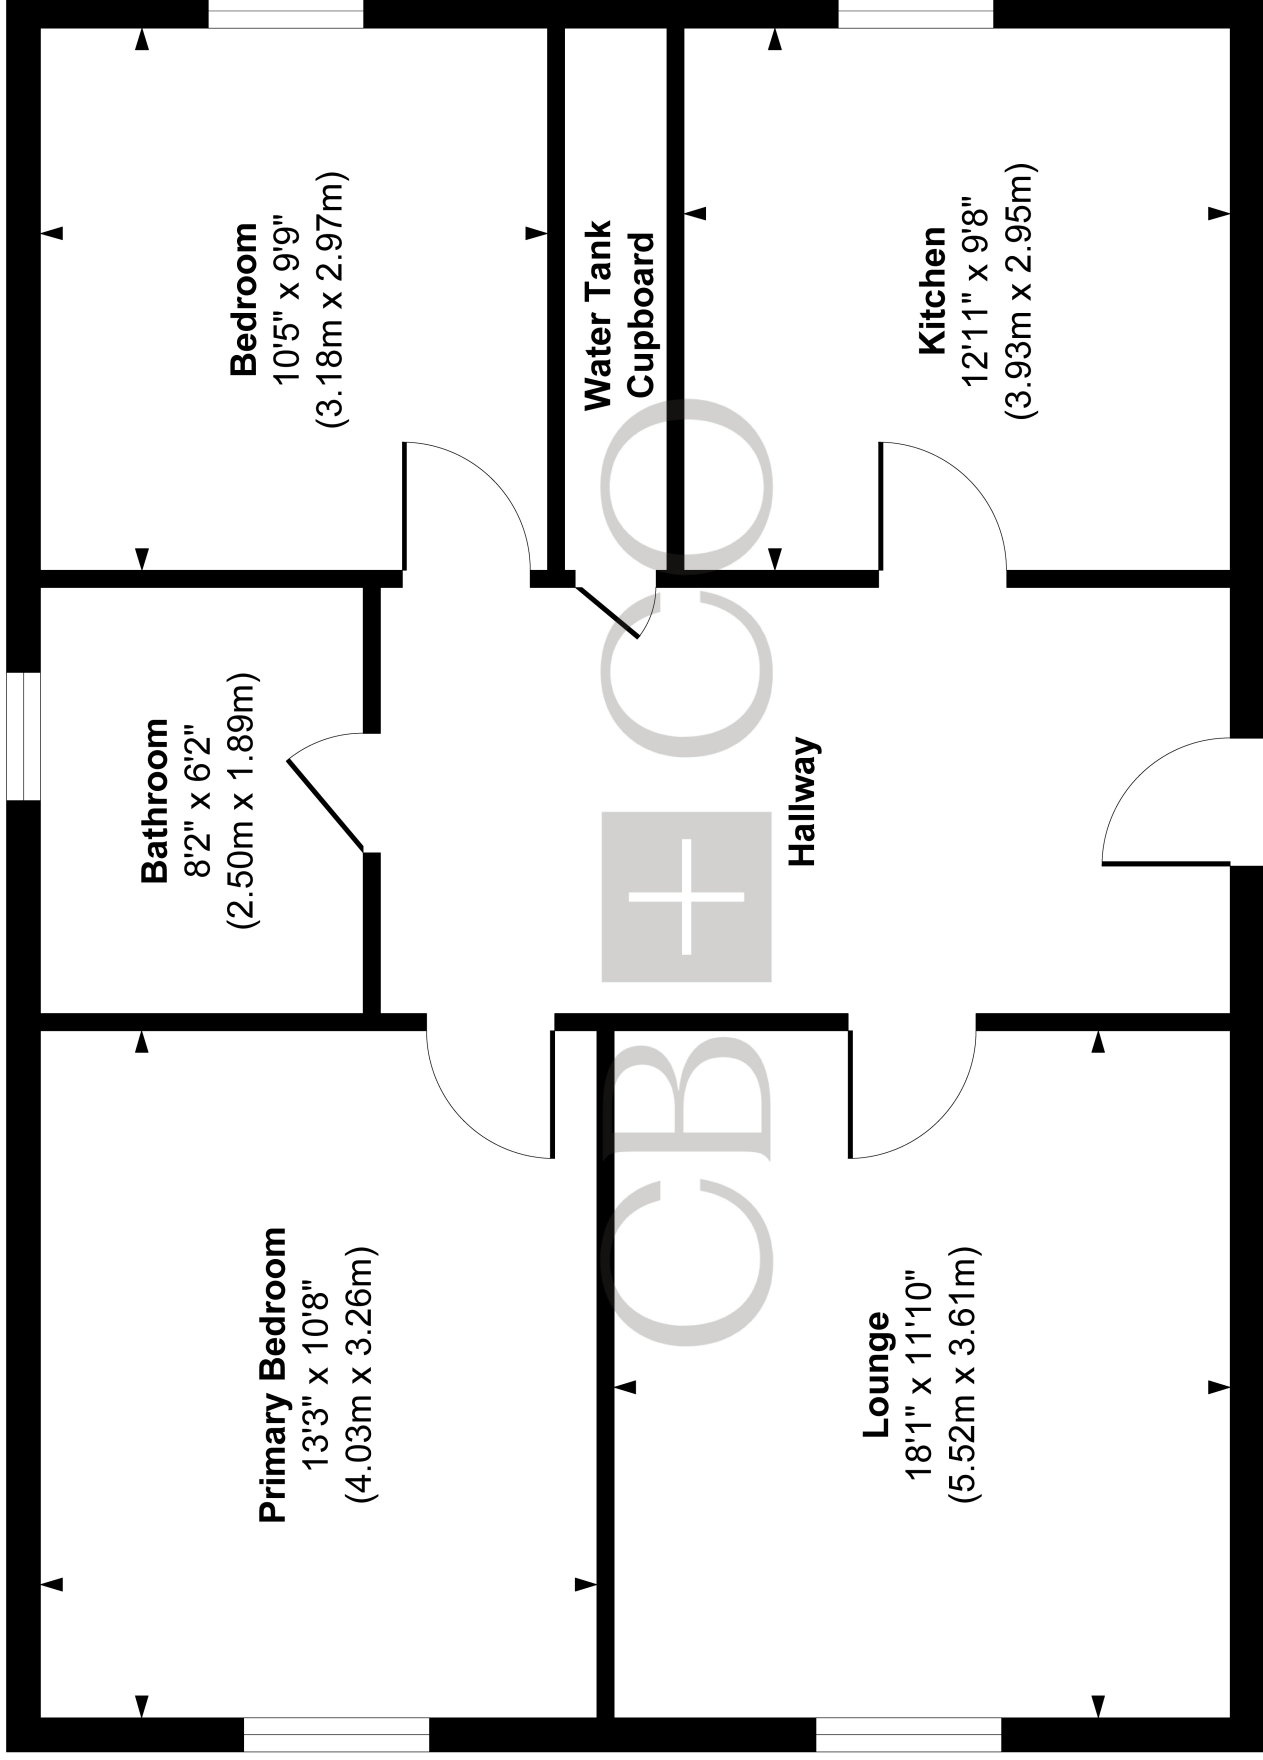 Bedroom
10'5" x 9'9"
(3.18m x 2.97m)
Water Tank
Cupboard
Kitchen
12'11" x 9'8"
(3.93m x 2.95m)
Bathroom
8'2" x 6'2"
(2.50m x 1.89m)
Hallway
Primary Bedroom
13'3" x 10'8"
(4.03m x 3.26m)
Lounge
18'1" x 11'10"
(5.52m x 3.61m)
CB+CO